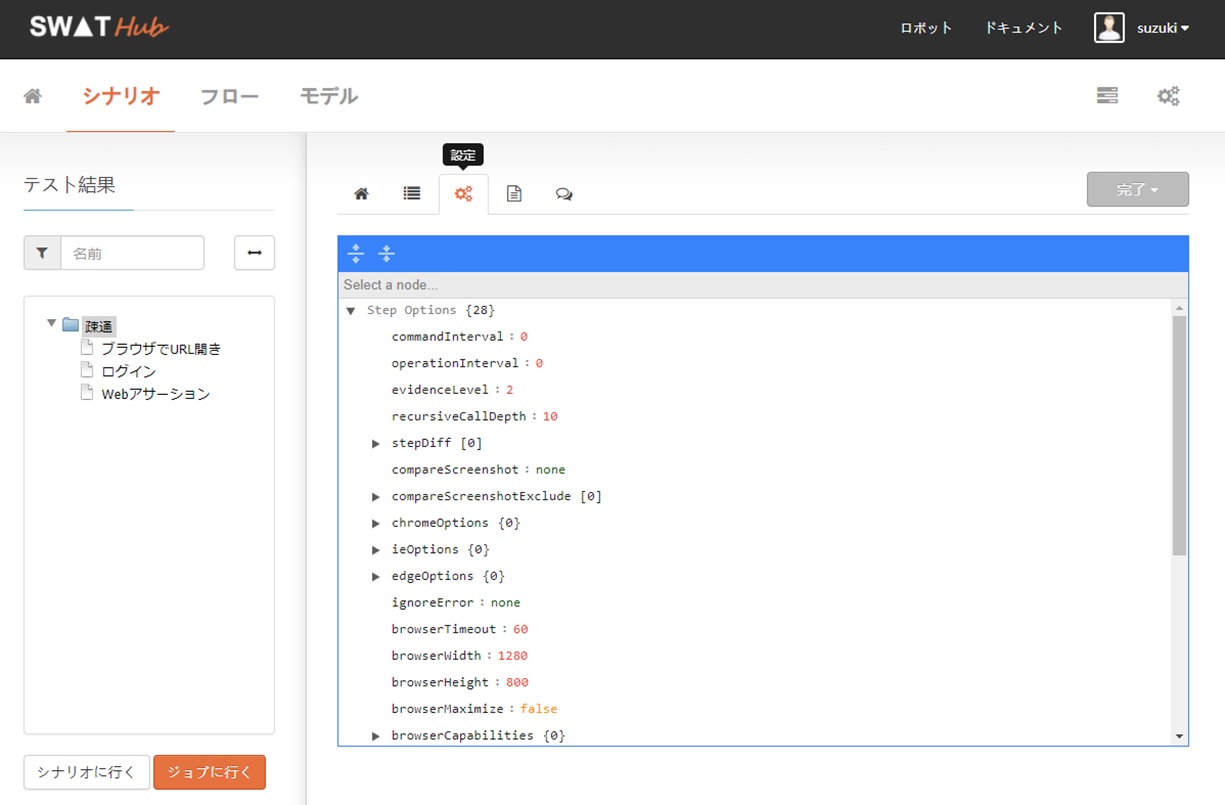 SWAT Hub
ロボット
ドキュメント
suzuki
シナリオ
フロー
モデル
設定
テスト結果
完了
名前
Select a node...
疎通
ブラウザでURL開き
ログイン
Webアサーション
Step Options {28}
commandInterval : 0
operationInterval : 0
evidenceLevel : 2
recursiveCallDepth : 10
stepDiff [0]
compareScreenshot : none
compareScreenshotExclude [0]
chromeOptions {0}
ieOptions {0}
edgeOptions {0}
ignoreError : none
browserTimeout : 60
browserWidth : 1280
browserHeight : 800
browserMaximize : false
browserCapabilities {0}
シナリオに行く
ジョブに行く